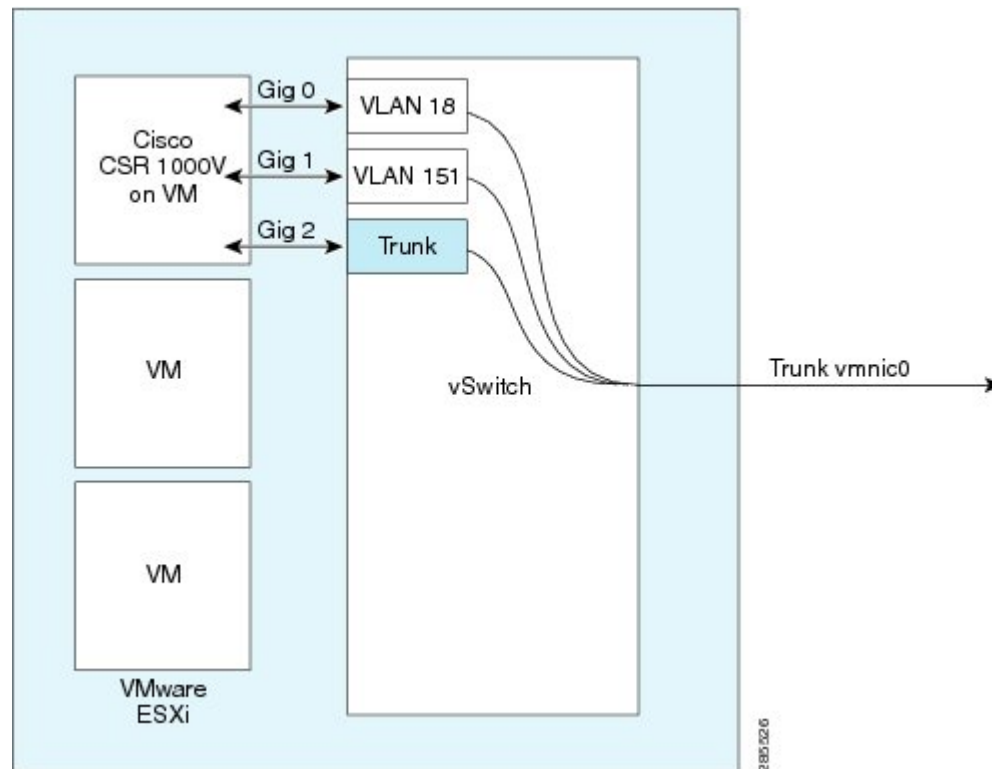 Gig 0
VLAN 18
Cisco
CSR 1000V
on VM
Gig 1
VLAN 151
Gig 2
Trunk
VM
vSwitch
Trunk vmnic0
VM
VMware
ESXi
285526